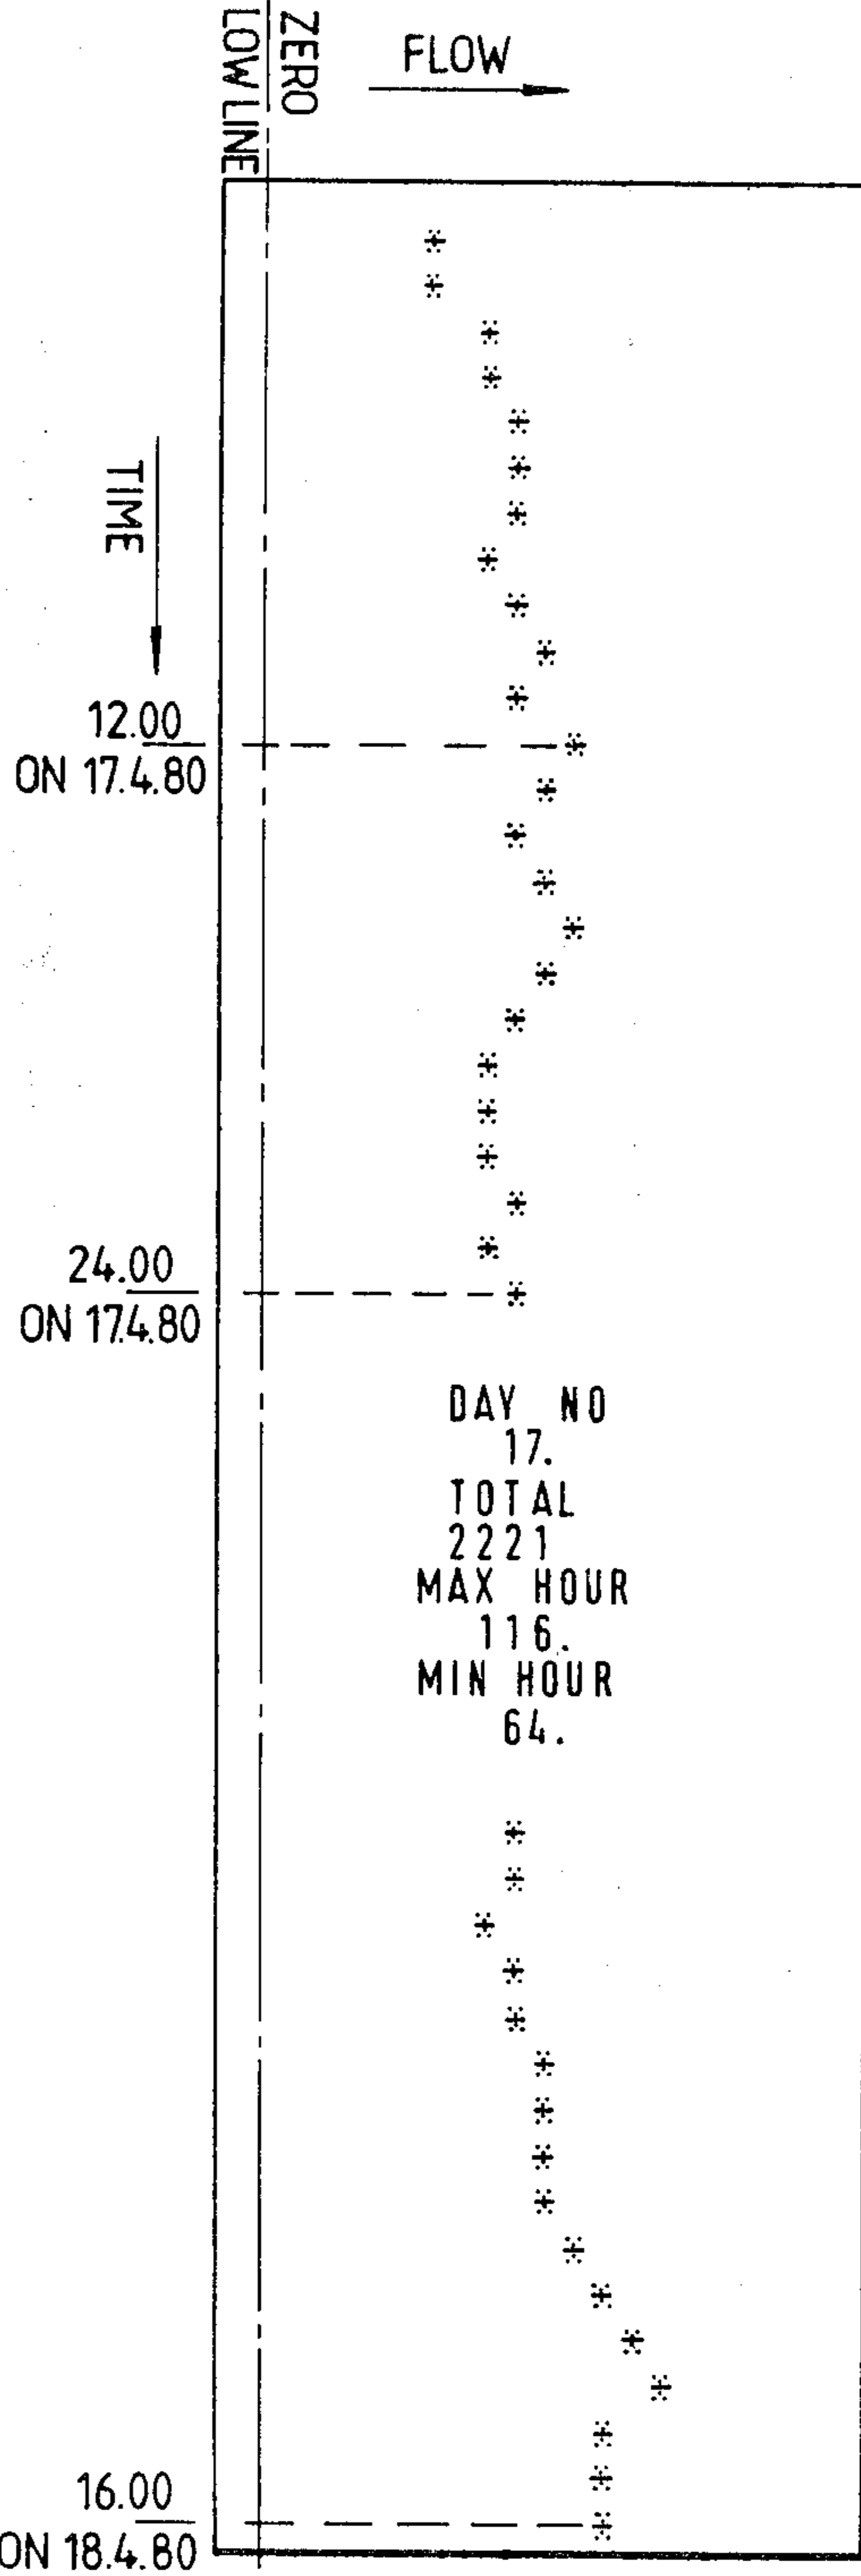 ZERO
LOW LINE
FLOW
TIME
12.00
ON 17.4.80
24.00
ON 17.4.80
DAY NO
17.
TOTAL
2221
MAX HOUR
116.
MIN HOUR
64.
16.00
ON 18.4.80